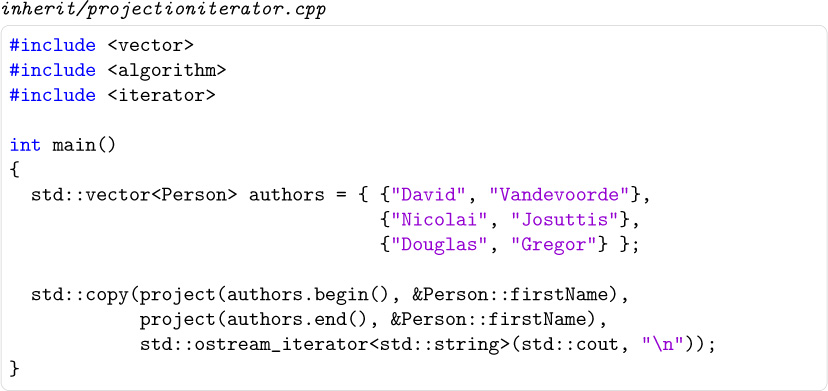 inherit/projectioniterator.cpp
#include <vector>
#include <algorithm>
#include <iterator>

int main()
{
  std::vector<Person> authors = { {"David", "Vandevoorde"},
                                  {"Nicolai", "Josuttis"},
                                  {"Douglas", "Gregor"} };

  std::copy(project(authors.begin(), &Person::firstName),
            project(authors.end(), &Person::firstName),
            std::ostream_iterator<std::string>(std::cout, "\n"));
}